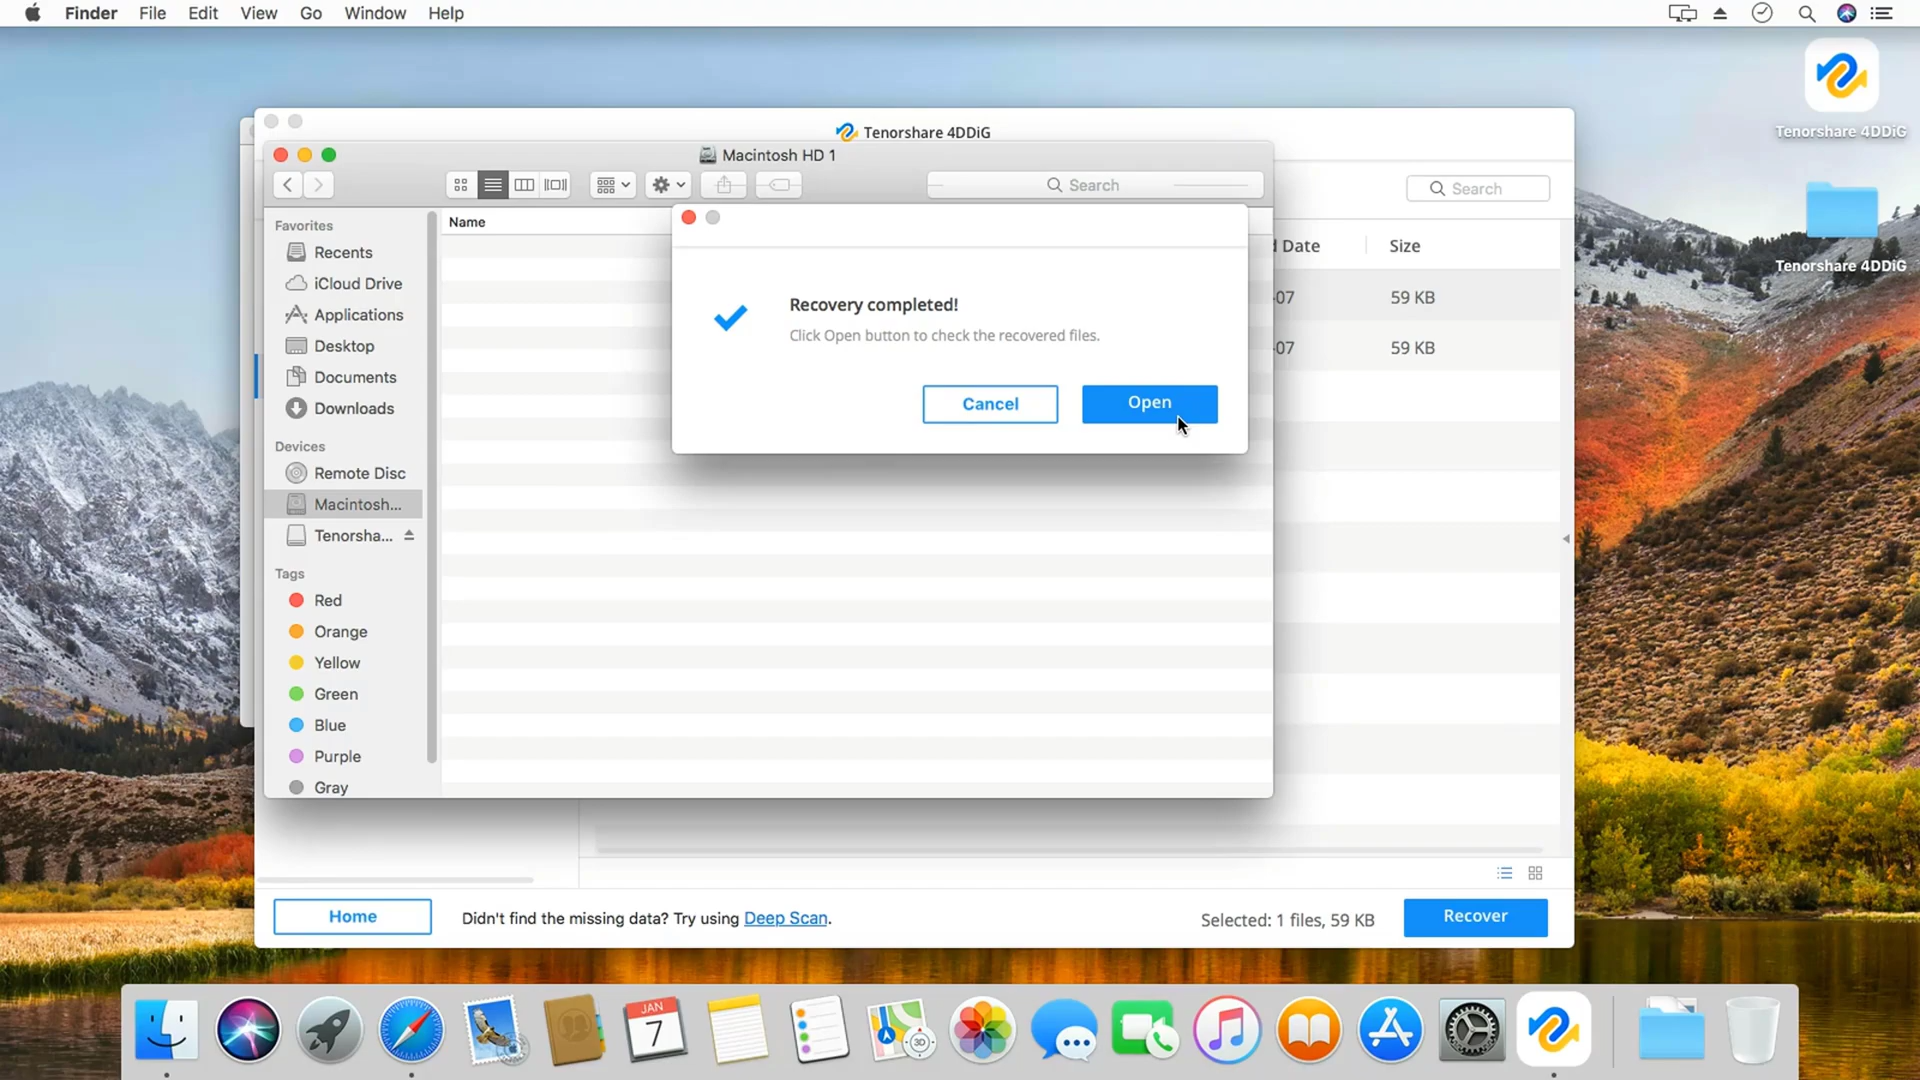 Finder File Edit View Go Window Help
Tenorshare 4DDiG
Tenorshare 4DDiG
Tenorshare 4DDiG
Macintosh HD 1
Search
Search
Favorites
Recents
iCloud Drive
Applications
Desktop
Documents
Downloads
Devices
Remote Disc
Macintosh...
Tenorsha...
Tags
Red
Orange
Yellow
Green
Blue
Purple
Gray
Name
Recovery completed!
Click Open button to check the recovered files.
Cancel
Open
d Date Size
-07 59 KB
-07 59 KB
Home
Didn't find the missing data? Try using Deep Scan.
Selected: 1 files, 59 KB
Recover
JAN
7
3D